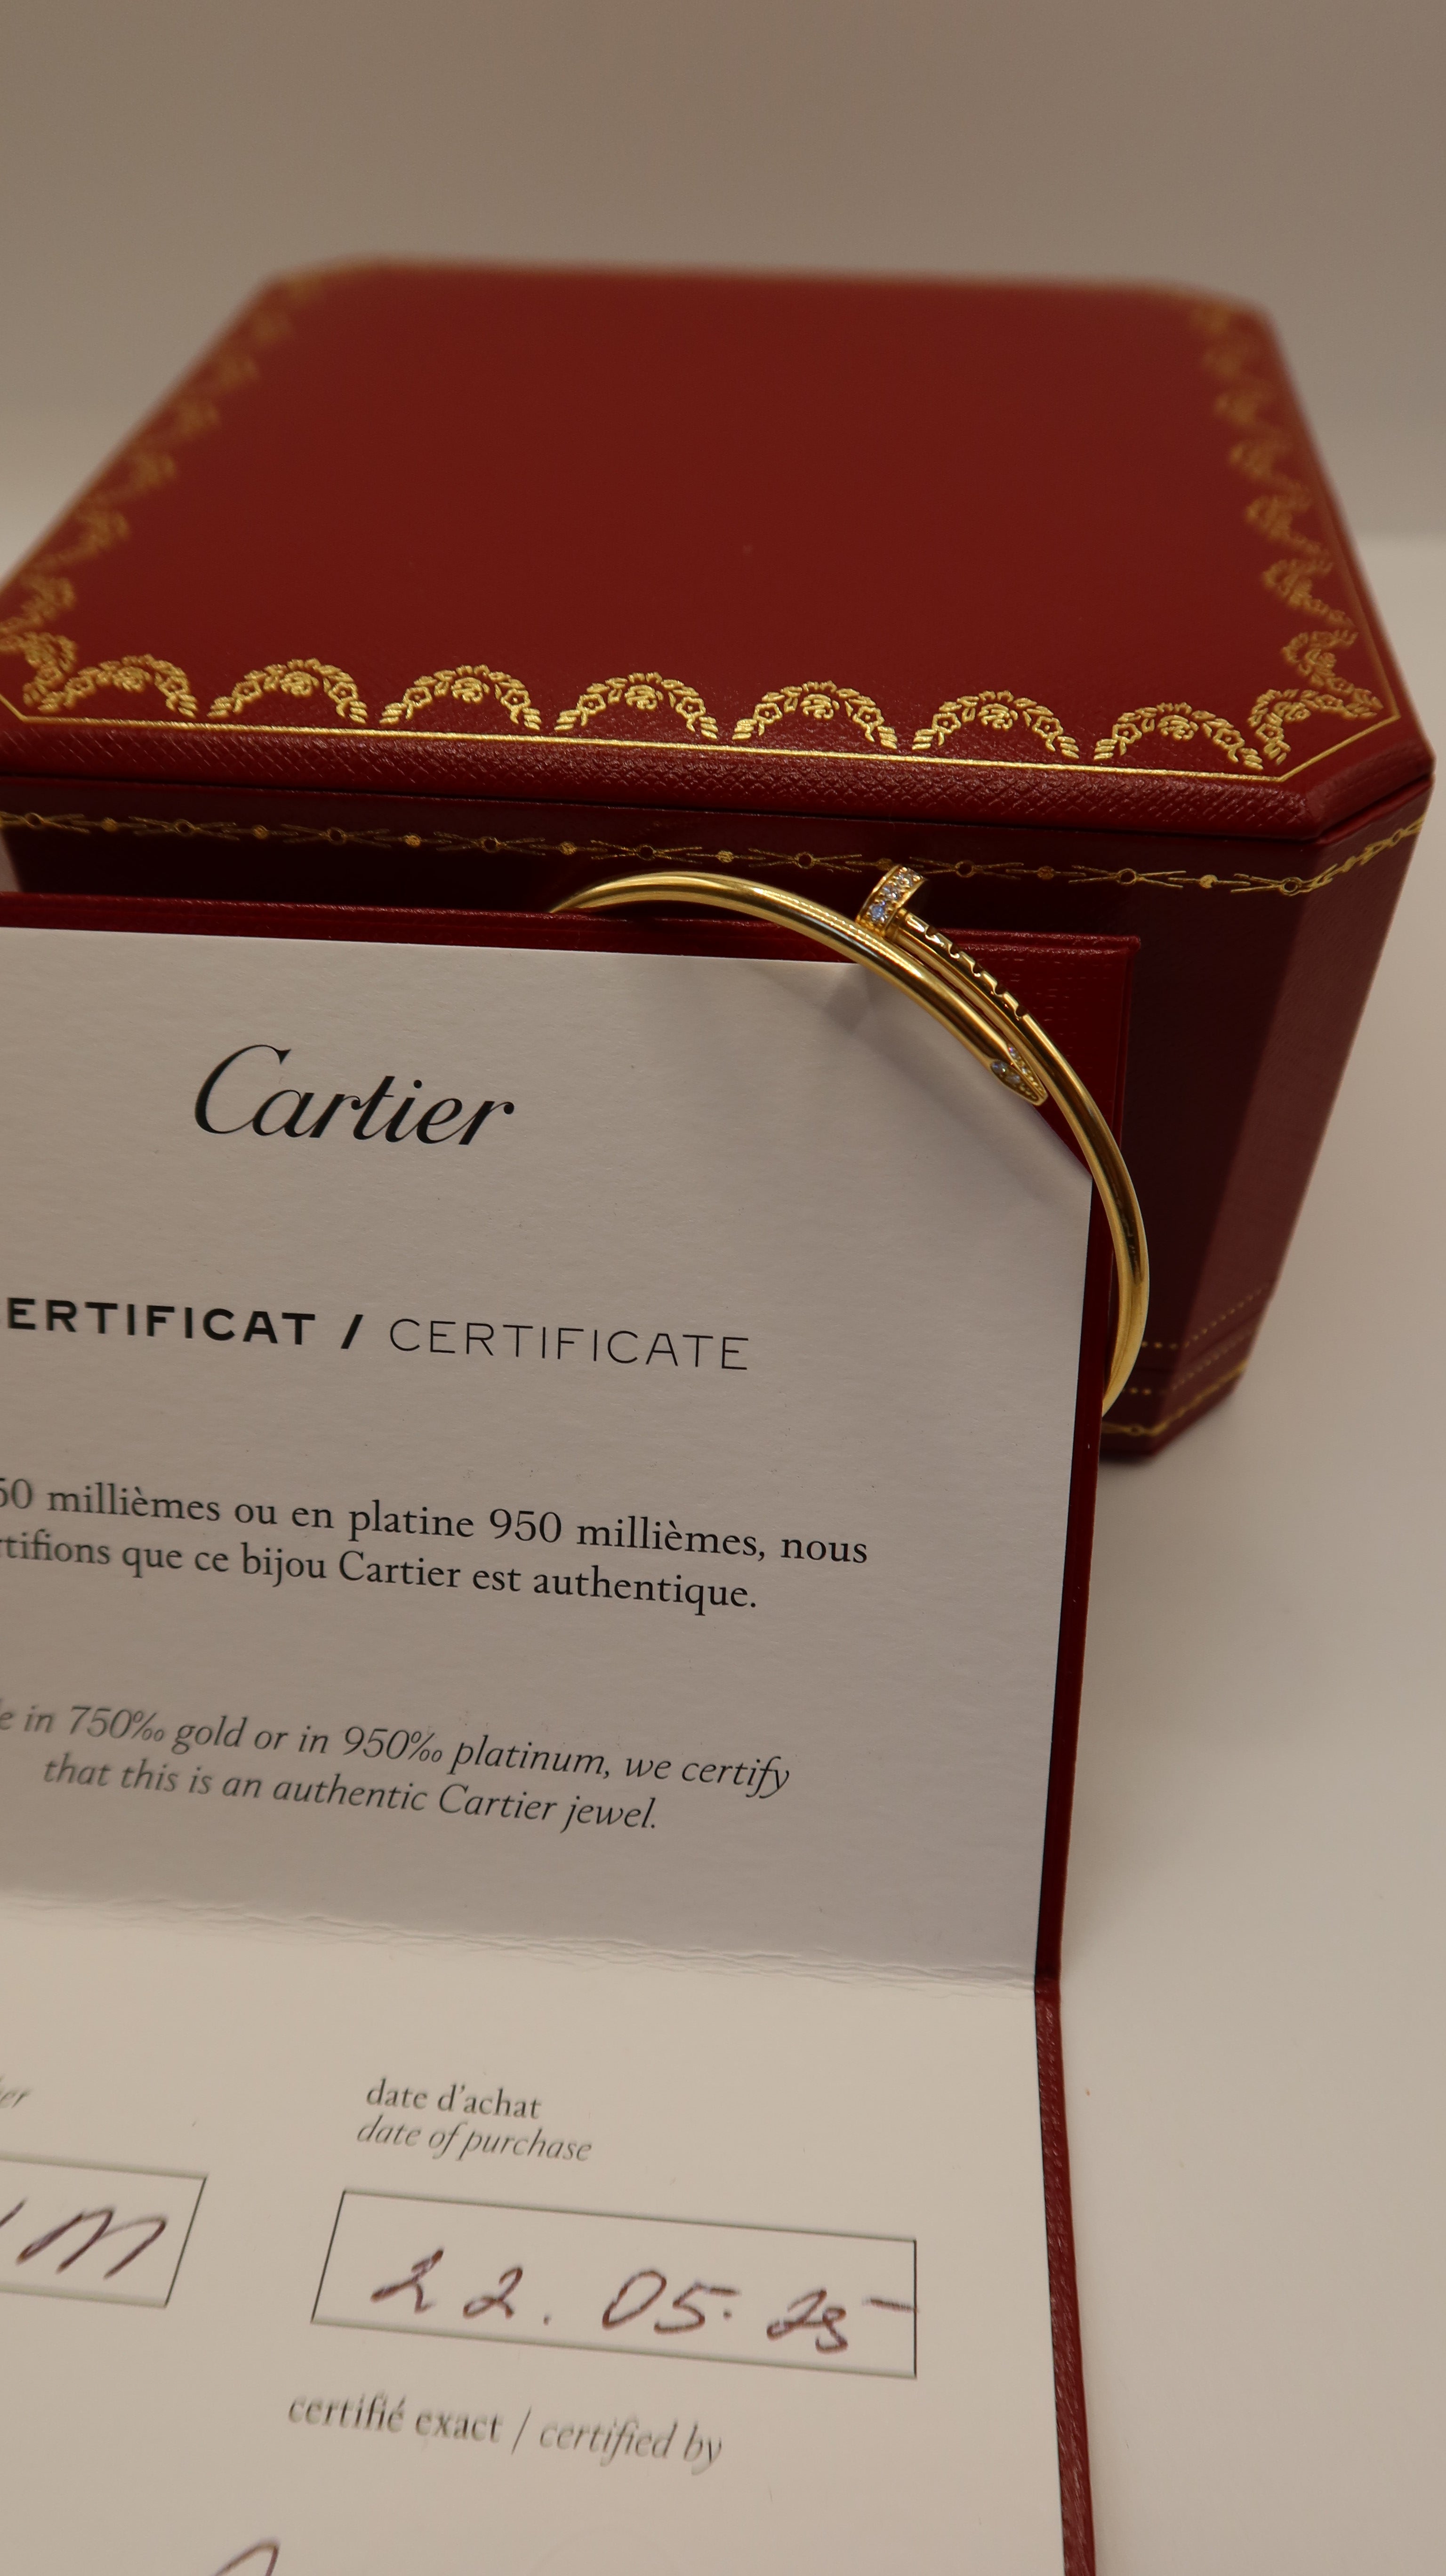 Cartier
ERTIFICAT / CERTIFICATE
50 millièmes ou en platine 950 millièmes, nous
rtifions que ce bijou Cartier est authentique.
e in 750‰ gold or in 950‰ platinum, we certify
that this is an authentic Cartier jewel.
date d'achat
er
date of purchase
M
22.05.25
certifié exact / certified by